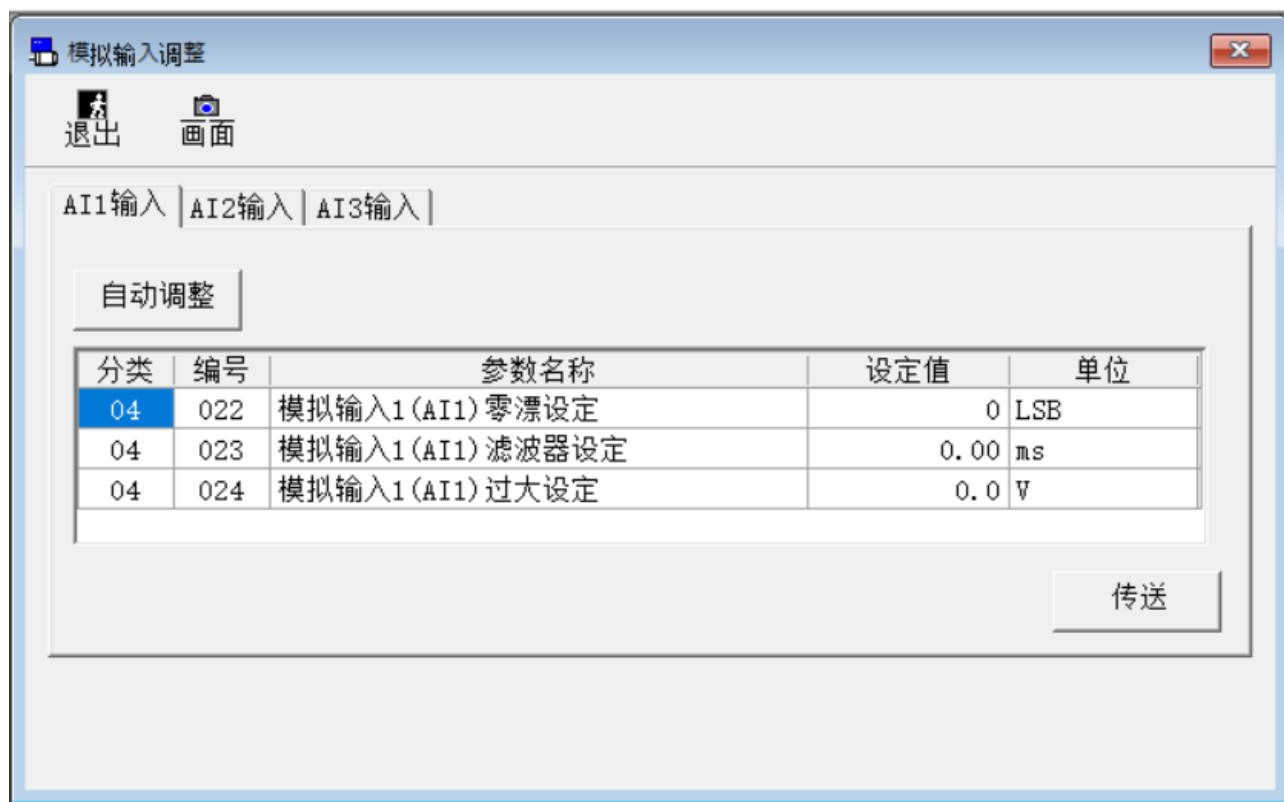 模拟输入调整
退出 画面
AI1输入 AI2输入 AI3输入
自动调整
分类 编号 参数名称 设定值 单位
04 022 模拟输入1(AI1)零漂设定 0 LSB
04 023 模拟输入1(AI1)滤波器设定 0.00 ms
04 024 模拟输入1(AI1)过大设定 0.0 V
传送